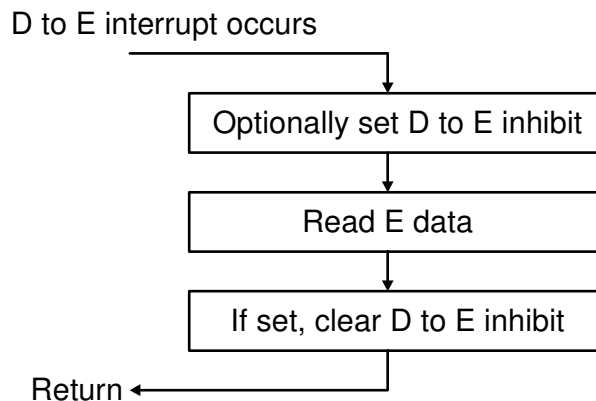 D to E interrupt occurs
Optionally set D to E inhibit
Read E data
If set, clear D to E inhibit
Return